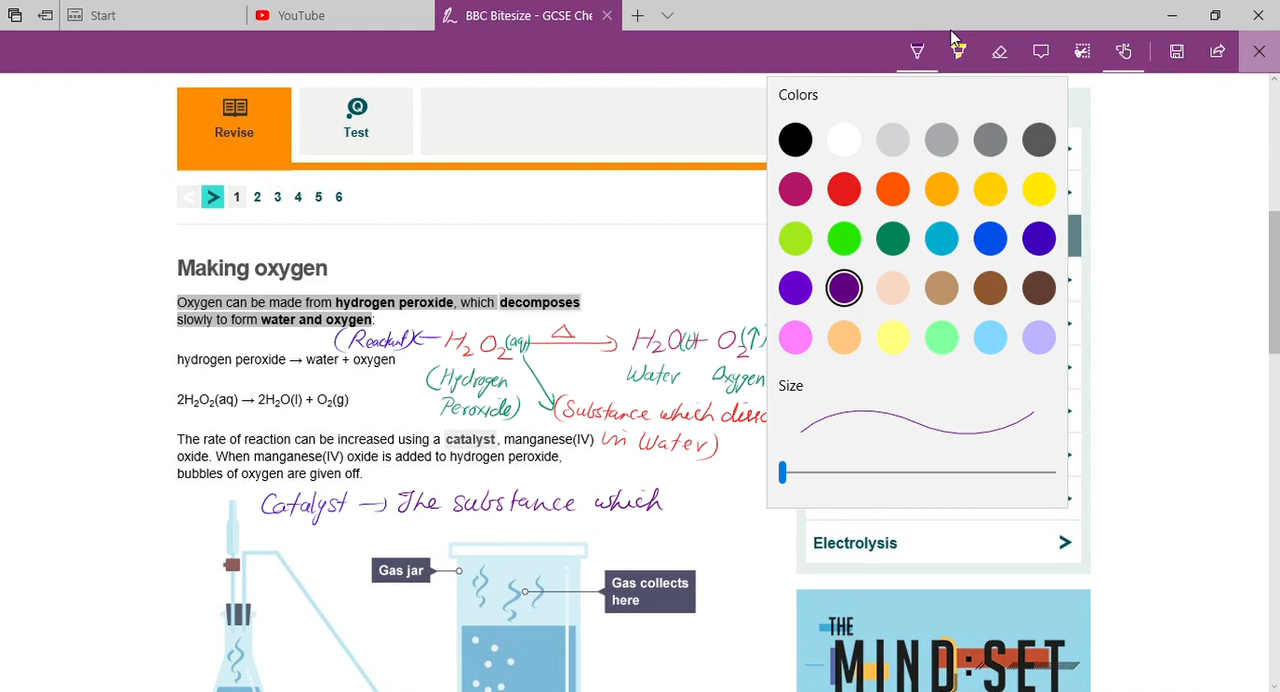 Start
YouTube
BBC Bitesize - GCSE Che
Colors
Revise
Test
1 2 3 4 5 6
Making oxygen
Oxygen can be made from hydrogen peroxide, which decomposes
slowly to form water and oxygen:
(Reactant) ← H₂O₂(aq) Δ→ H₂O(l) + O₂(↑)
hydrogen peroxide → water + oxygen
(Hydrogen
Peroxide)
Water
Oxygen
2H₂O₂(aq) → 2H₂O(l) + O₂(g)
(Substance which disso
in Water)
The rate of reaction can be increased using a catalyst, manganese(IV)
oxide. When manganese(IV) oxide is added to hydrogen peroxide,
bubbles of oxygen are given off.
Catalyst → The substance which
Size
Gas jar
Gas collects
here
Electrolysis
THE
MIND:SET